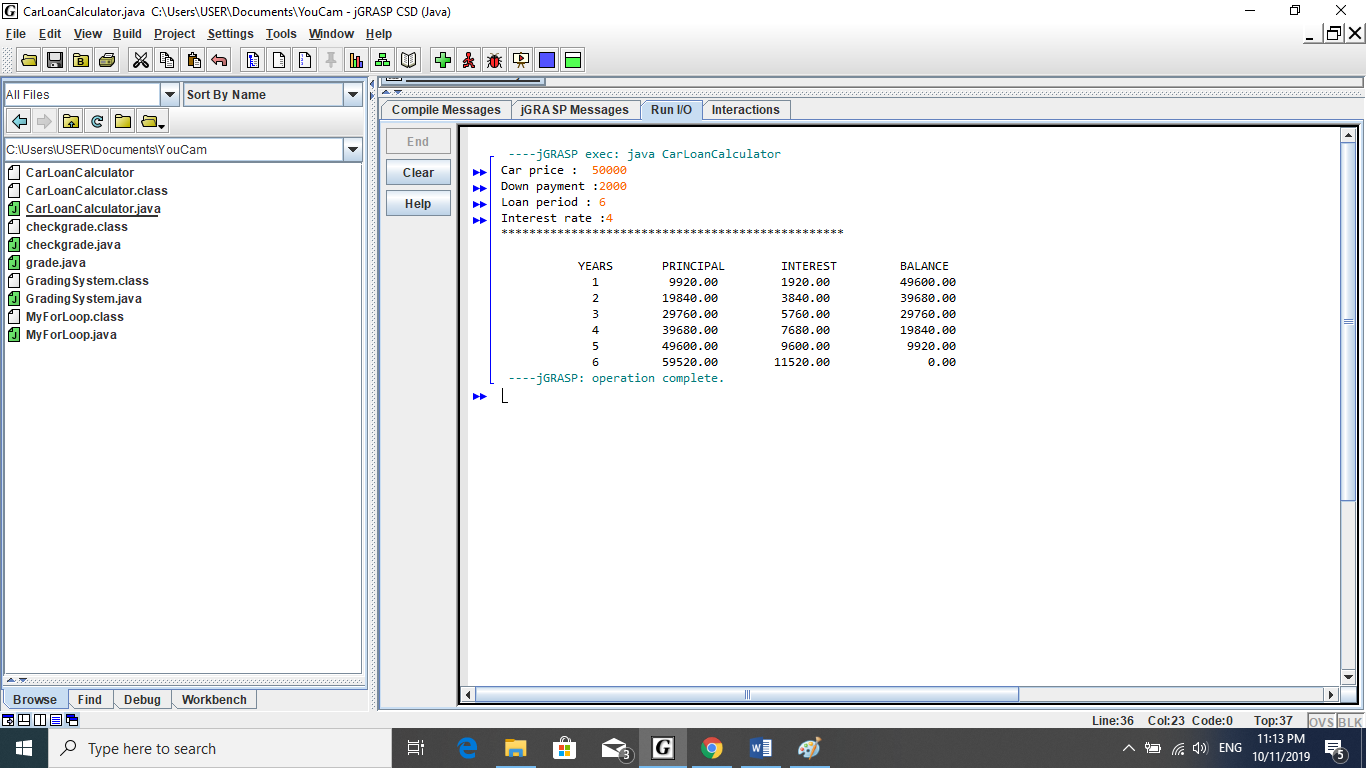 CarLoanCalculator.java  C:\Users\USER\Documents\YouCam - jGRASP CSD (Java)
File Edit View Build Project Settings Tools Window Help
All Files
Sort By Name
C:\Users\USER\Documents\YouCam
CarLoanCalculator
CarLoanCalculator.class
CarLoanCalculator.java
checkgrade.class
checkgrade.java
grade.java
GradingSystem.class
GradingSystem.java
MyForLoop.class
MyForLoop.java
Browse Find Debug Workbench
Compile Messages jGRASP Messages Run I/O Interactions
End
Clear
Help
----jGRASP exec: java CarLoanCalculator
Car price :  50000
Down payment :2000
Loan period : 6
Interest rate :4
*************************************************
YEARS PRINCIPAL INTEREST BALANCE
1 9920.00 1920.00 49600.00
2 19840.00 3840.00 39680.00
3 29760.00 5760.00 29760.00
4 39680.00 7680.00 19840.00
5 49600.00 9600.00 9920.00
6 59520.00 11520.00 0.00
----jGRASP: operation complete.
Line:36 Col:23 Code:0 Top:37 OVS BLK
Type here to search
3
ENG
11:13 PM
10/11/2019
5